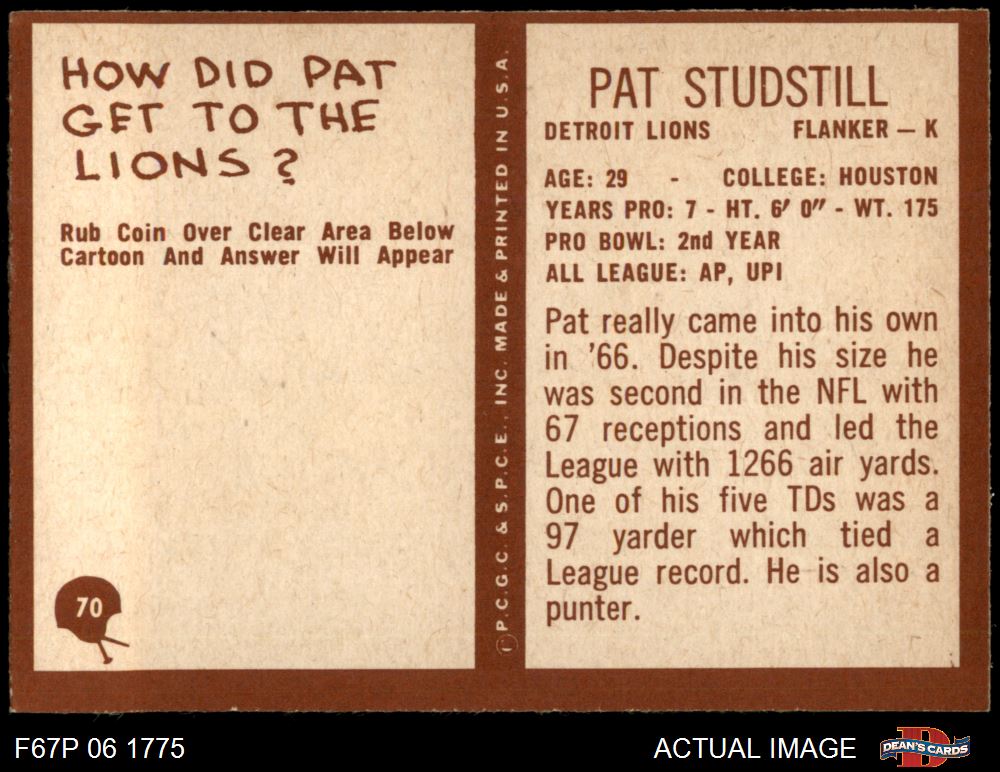 HOW DID PAT
GET TO THE
LIONS?
Rub Coin Over Clear Area Below
Cartoon And Answer Will Appear
70
© P.C.G.C. & S.P.C.E., INC. MADE & PRINTED IN U.S.A.
PAT STUDSTILL
DETROIT LIONS FLANKER — K
AGE: 29 - COLLEGE: HOUSTON
YEARS PRO: 7 - HT. 6' 0" - WT. 175
PRO BOWL: 2nd YEAR
ALL LEAGUE: AP, UPI
Pat really came into his own
in '66. Despite his size he
was second in the NFL with
67 receptions and led the
League with 1266 air yards.
One of his five TDs was a
97 yarder which tied a
League record. He is also a
punter.
F67P 06 1775
ACTUAL IMAGE
D
DEAN'S CARDS